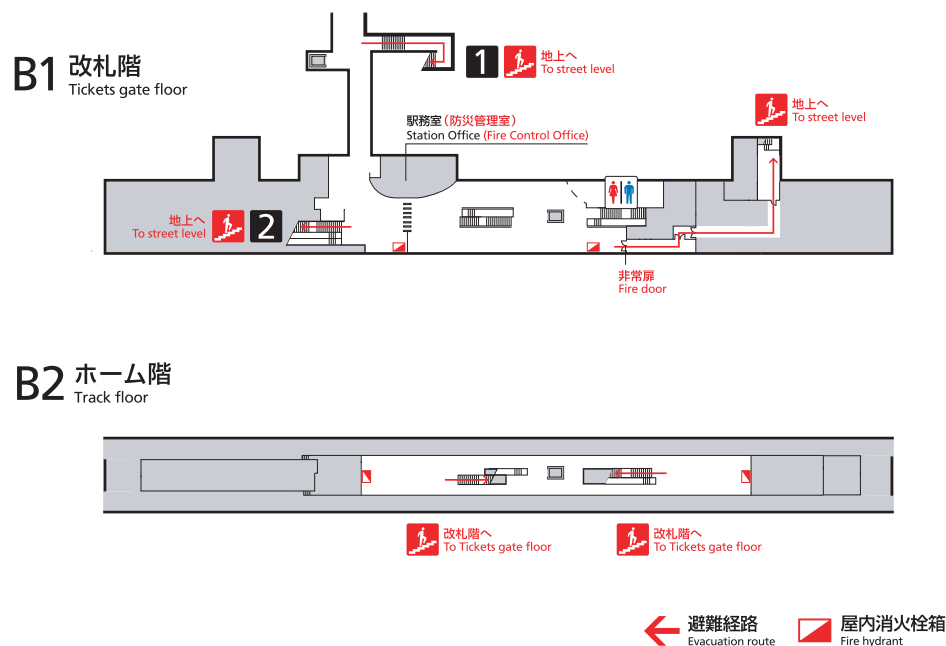 B1 改札階
Tickets gate floor
1
地上へ
To street level
地上へ
To street level
駅務室(防災管理室)
Station Office (Fire Control Office)
地上へ
To street level
2
非常扉
Fire door
B2 ホーム階
Track floor
改札階へ
To Tickets gate floor
改札階へ
To Tickets gate floor
避難経路
Evacuation route
屋内消火栓箱
Fire hydrant